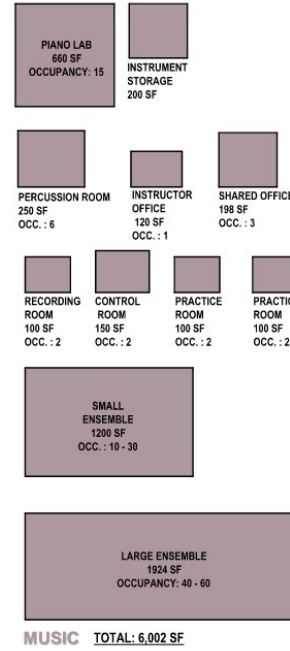 PIANO LAB
660 SF
OCCUPANCY: 15
INSTRUMENT
STORAGE
200 SF
PERCUSSION ROOM
250 SF
OCC. : 6
INSTRUCTOR
OFFICE
120 SF
OCC. : 1
SHARED OFFICE
198 SF
OCC. : 3
RECORDING
ROOM
100 SF
OCC. : 2
CONTROL
ROOM
150 SF
OCC. : 2
PRACTICE
ROOM
100 SF
OCC. : 2
PRACTIC
ROOM
100 SF
OCC. : 2
SMALL
ENSEMBLE
1200 SF
OCC. : 10 - 30
LARGE ENSEMBLE
1924 SF
OCCUPANCY: 40 - 60
MUSIC TOTAL: 6,002 SF